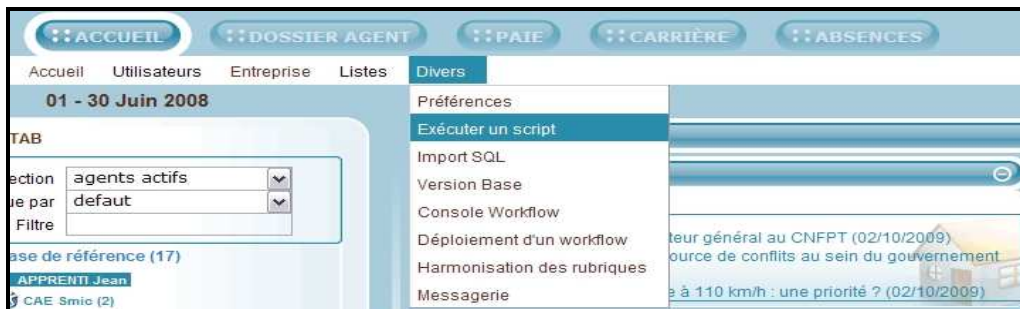 ::ACCUEIL ::DOSSIER AGENT ::PAIE ::CARRIÈRE ::ABSENCES
Accueil Utilisateurs Entreprise Listes Divers
01 - 30 Juin 2008
TAB
ection agents actifs
ue par defaut
Filtre
ase de référence (17)
APPRENTI Jean
CAE Smic (2)
Préférences
Exécuter un script
Import SQL
Version Base
Console Workflow
Déploiement d'un workflow
Harmonisation des rubriques
Messagerie
teur général au CNFPT (02/10/2009)
ource de conflits au sein du gouvernement
e à 110 km/h : une priorité ? (02/10/2009)